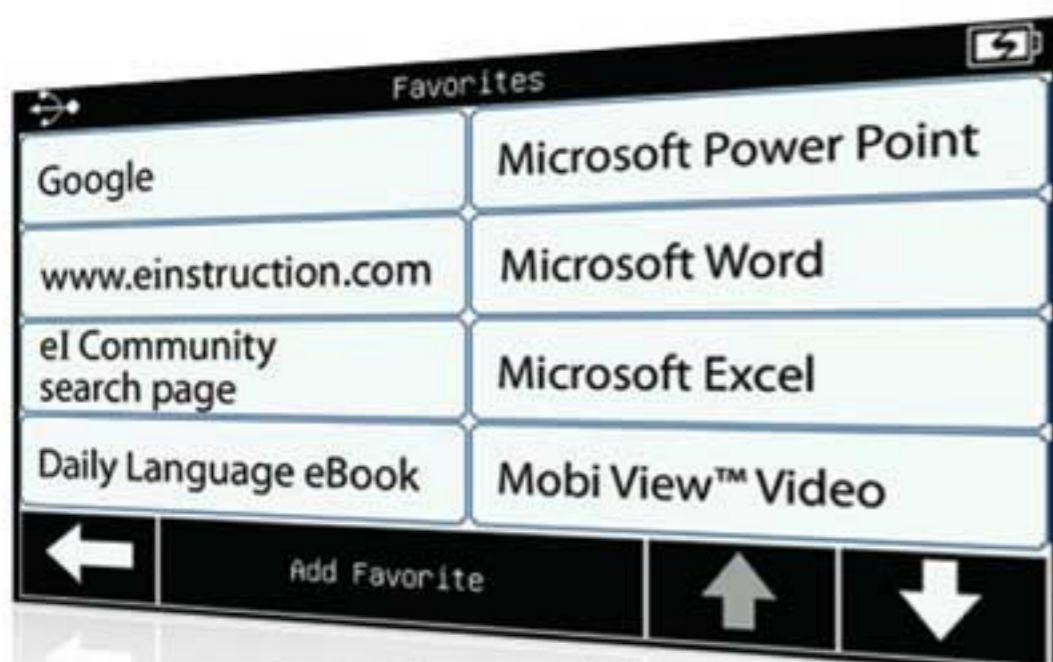 Favorites
Google
Microsoft Power Point
www.einstruction.com
Microsoft Word
eI Community
search page
Microsoft Excel
Daily Language eBook
Mobi View™ Video
Add Favorite